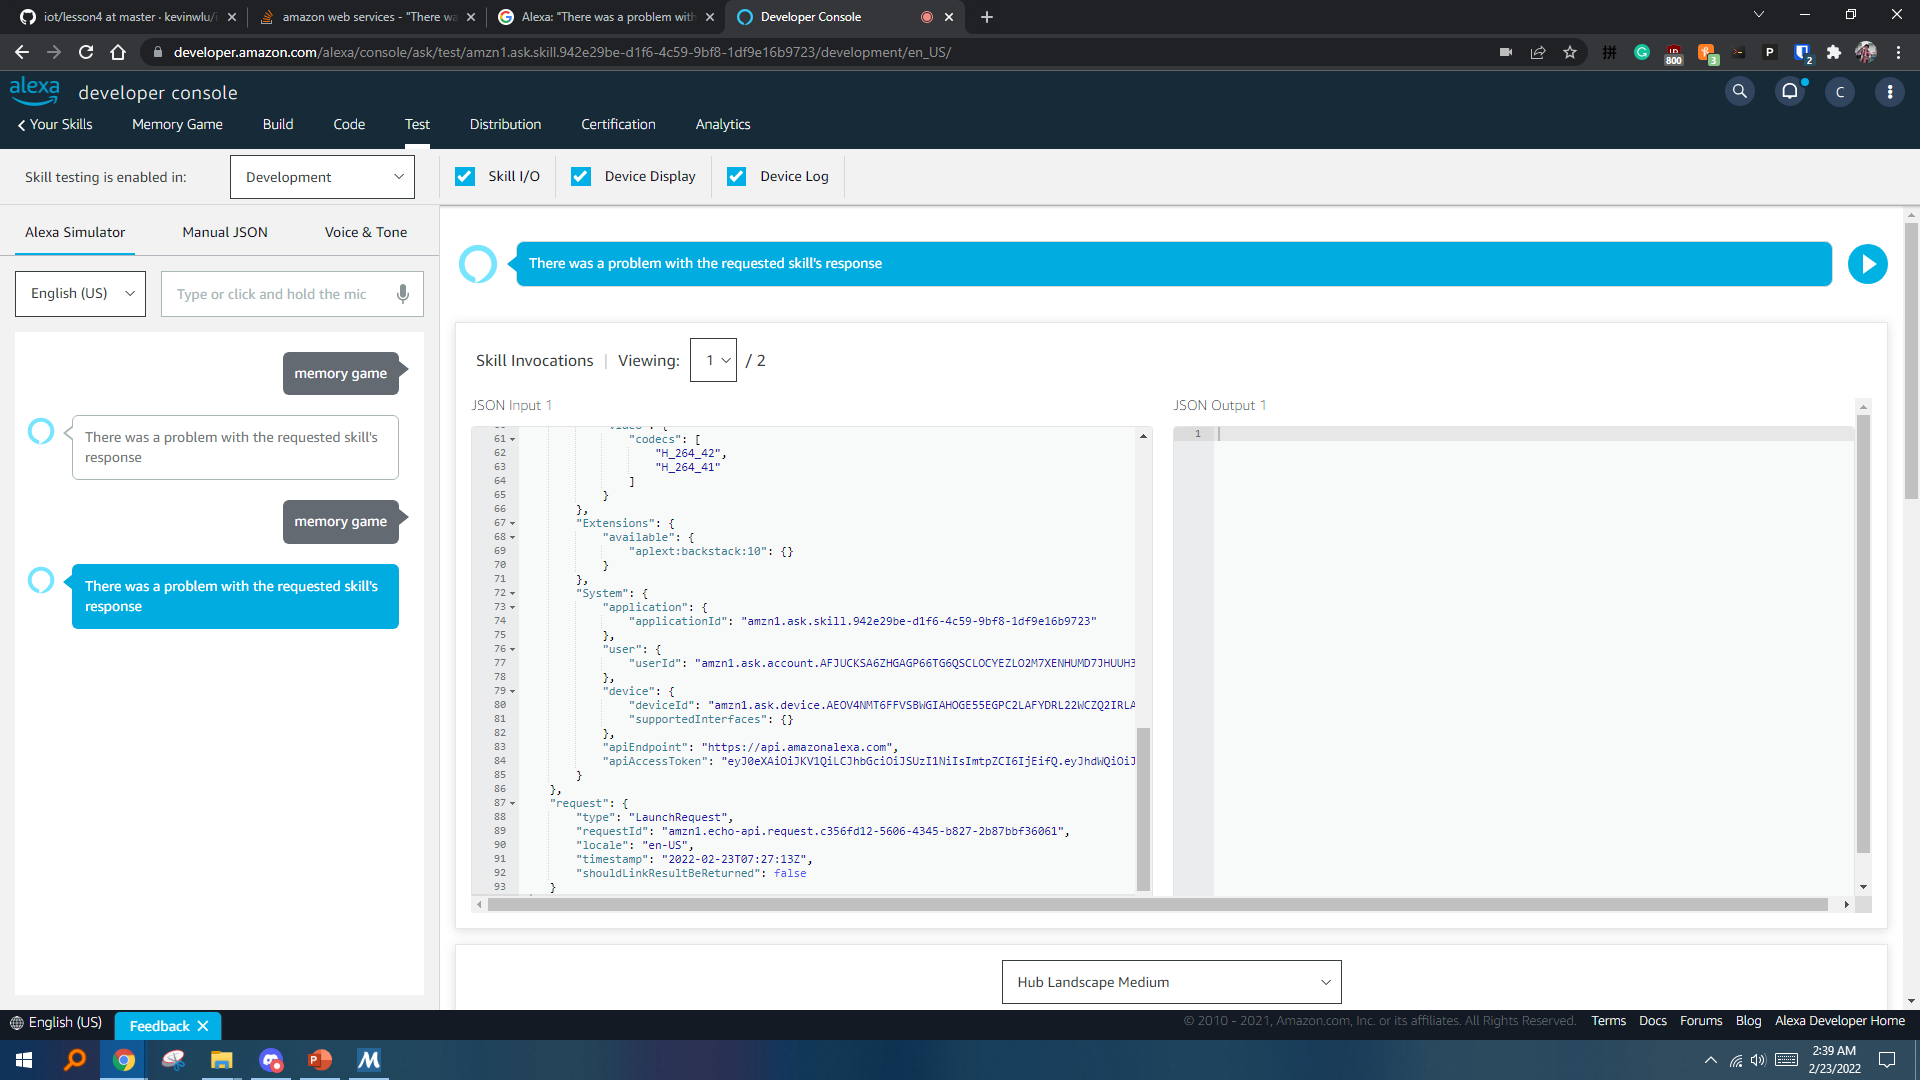 iot/lesson4 at master · kevinwlu/i
amazon web services - "There wa
Alexa: "There was a problem with
Developer Console
developer.amazon.com/alexa/console/ask/test/amzn1.ask.skill.942e29be-d1f6-4c59-9bf8-1df9e16b9723/development/en_US/
800
3
P
2
alexa developer console
C
Your Skills Memory Game Build Code Test Distribution Certification Analytics
Skill testing is enabled in: Development
Skill I/O Device Display Device Log
Alexa Simulator Manual JSON Voice & Tone
English (US) Type or click and hold the mic
memory game
There was a problem with the requested skill's
response
memory game
There was a problem with the requested skill's
response
There was a problem with the requested skill's response
Skill Invocations | Viewing: 1 / 2
JSON Input 1
61 "codecs": [
62 "H_264_42",
63 "H_264_41"
64 ]
65 }
66 },
67 "Extensions": {
68 "available": {
69 "aplext:backstack:10": {}
70 }
71 },
72 "System": {
73 "application": {
74 "applicationId": "amzn1.ask.skill.942e29be-d1f6-4c59-9bf8-1df9e16b9723"
75 },
76 "user": {
77 "userId": "amzn1.ask.account.AFJUCKSA6ZHGAGP66TG6QSCLOCYEZLO2M7XENHUMD7JHUUH3
78 },
79 "device": {
80 "deviceId": "amzn1.ask.device.AEOV4NMT6FFVSBWGIAHOGE55EGPC2LAFYDRL22WCZQ2IRLA
81 "supportedInterfaces": {}
82 },
83 "apiEndpoint": "https://api.amazonalexa.com",
84 "apiAccessToken": "eyJ0eXAiOiJKV1QiLCJhbGciOiJSUzI1NiIsImtpZCI6IjEifQ.eyJhdWQiOiJ
85 }
86 },
87 "request": {
88 "type": "LaunchRequest",
89 "requestId": "amzn1.echo-api.request.c356fd12-5606-4345-b827-2b87bbf36061",
90 "locale": "en-US",
91 "timestamp": "2022-02-23T07:27:13Z",
92 "shouldLinkResultBeReturned": false
93 }
JSON Output 1
1
Hub Landscape Medium
English (US) Feedback
© 2010 - 2021, Amazon.com, Inc. or its affiliates. All Rights Reserved. Terms Docs Forums Blog Alexa Developer Home
2:39 AM
2/23/2022